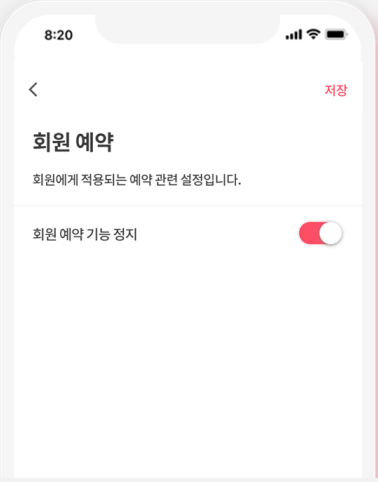 8:20
저장
회원 예약
회원에게 적용되는 예약 관련 설정입니다.
회원 예약 기능 정지